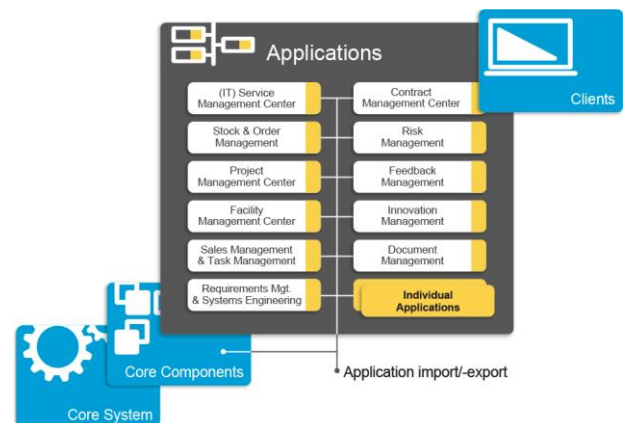 Applications
Clients
(IT) Service
Management Center
Contract
Management Center
Stock & Order
Management
Risk
Management
Project
Management Center
Feedback
Management
Facility
Management Center
Innovation
Management
Sales Management
& Task Management
Document
Management
Requirements Mgt.
& Systems Engineering
Individual
Applications
Core Components
Application import/-export
Core System